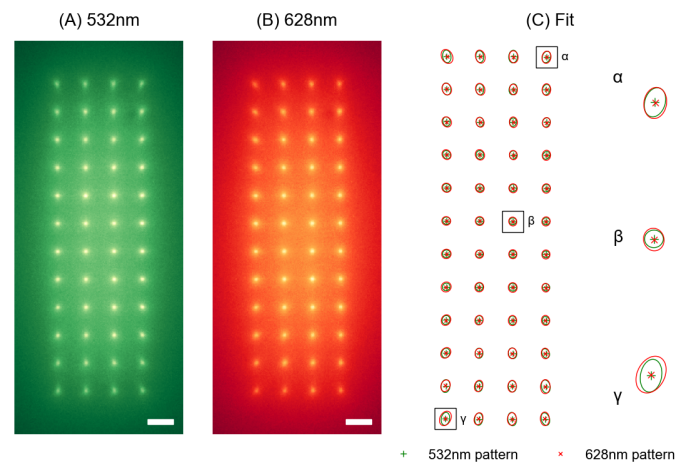 (A) 532nm
(B) 628nm
(C) Fit
α
α
β
β
γ
γ
532nm pattern
628nm pattern